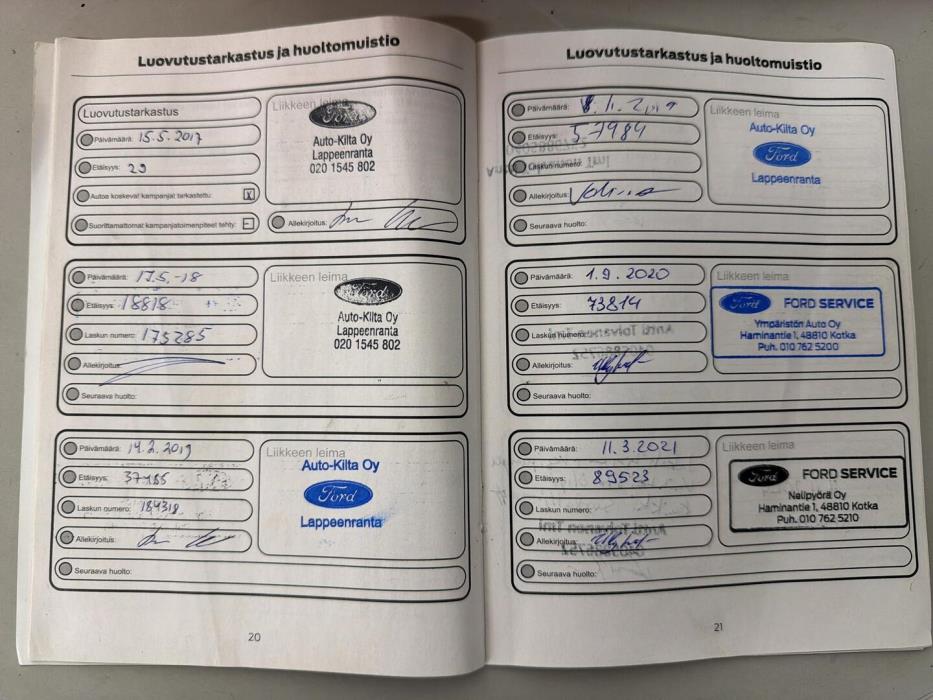 Luovutustarkastus ja huoltomuistio
Luovutustarkastus
Päivämäärä: 15.5.2017
Etäisyys: 29
Autoa koskevat kampanjat tarkastettu: X
Suorittamattomat kampanjatoimenpiteet tehty: –
Liikkeen leima
Ford
Auto-Kilta Oy
Lappeenranta
020 1545 802
Allekirjoitus:
Päivämäärä: 17.5.-18
Etäisyys: 18818
Laskun numero: 175285
Allekirjoitus:
Seuraava huolto:
Liikkeen leima
Ford
Auto-Kilta Oy
Lappeenranta
020 1545 802
Päivämäärä: 14.2.2019
Etäisyys: 37185
Laskun numero: 184318
Allekirjoitus:
Seuraava huolto:
Liikkeen leima
Auto-Kilta Oy
Ford
Lappeenranta
20
Luovutustarkastus ja huoltomuistio
Päivämäärä: 11.2019
Etäisyys: 57984
Laskun numero:
Allekirjoitus:
Seuraava huolto:
Liikkeen leima
Auto-Kilta Oy
Ford
Lappeenranta
Päivämäärä: 1.9.2020
Etäisyys: 73814
Laskun numero:
Allekirjoitus:
Seuraava huolto:
Liikkeen leima
Ford FORD SERVICE
Ympäristön Auto Oy
Haminantie 1, 48810 Kotka
Puh. 010 762 5200
Päivämäärä: 11.3.2021
Etäisyys: 89523
Laskun numero:
Allekirjoitus:
Seuraava huolto:
Liikkeen leima
Ford FORD SERVICE
Nelipyörä Oy
Haminantie 1, 48810 Kotka
Puh. 010 762 5210
21